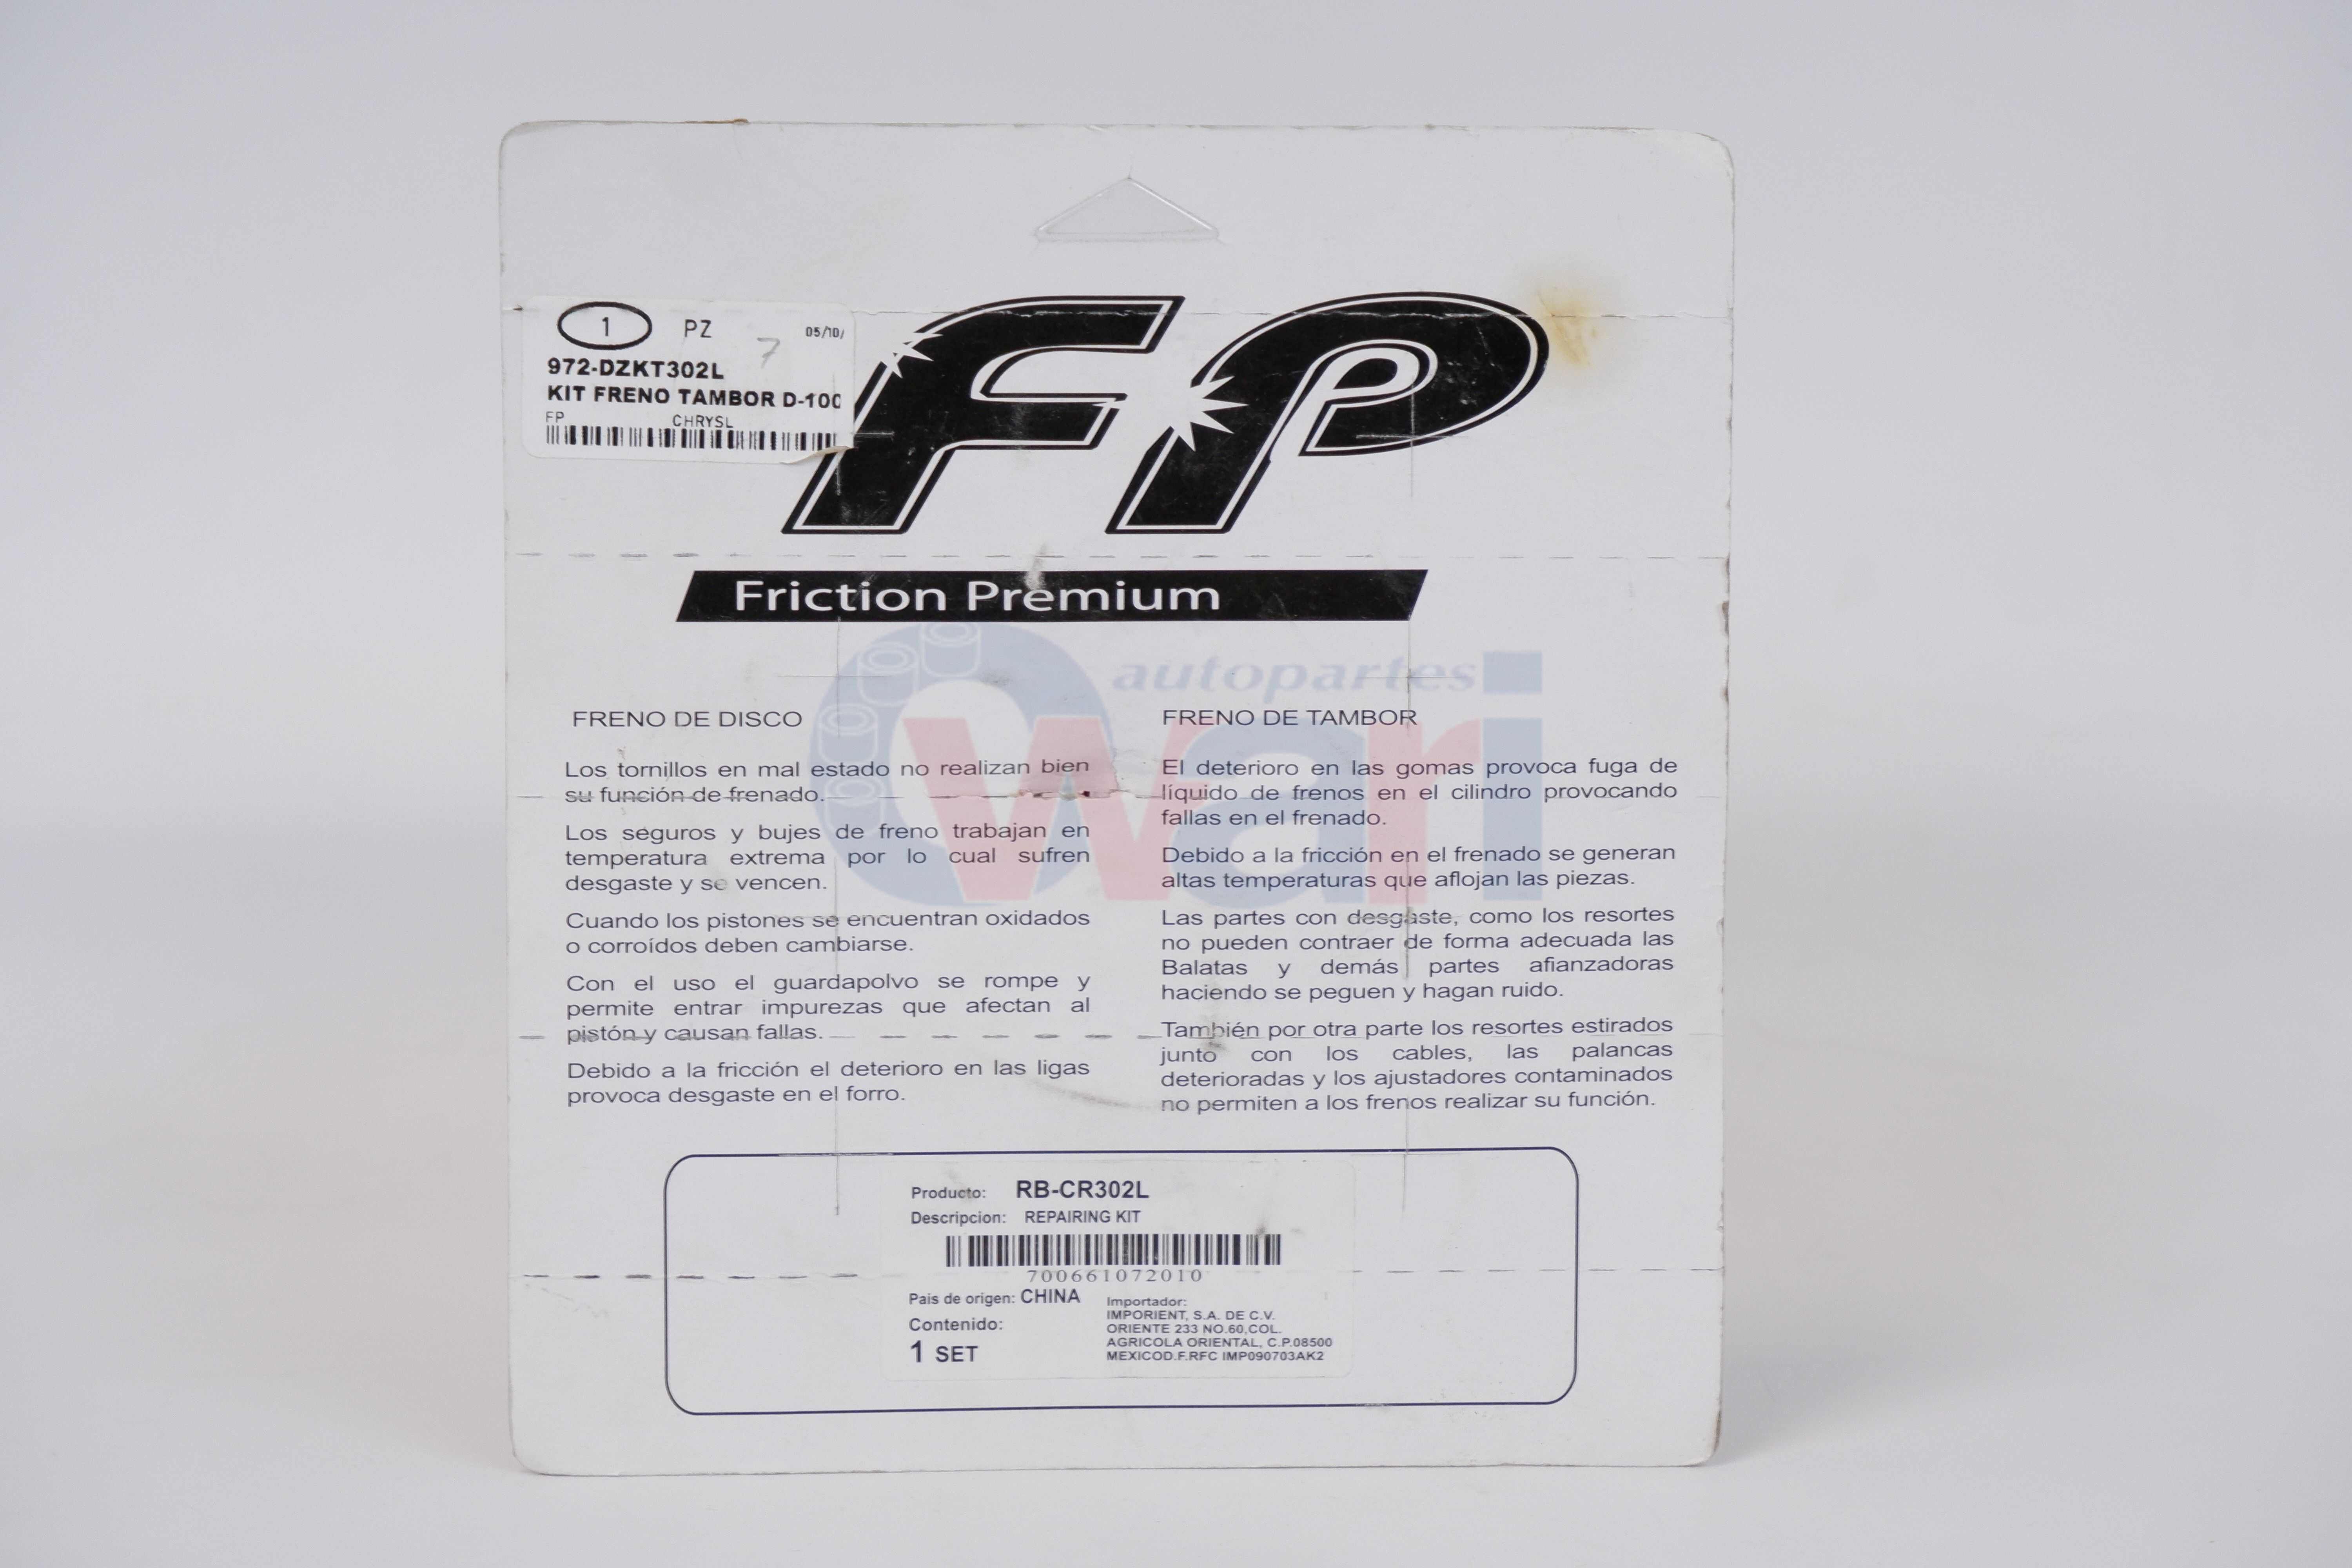 1 PZ 7 05/10/
972-DZKT302L
KIT FRENO TAMBOR D-100
FP CHRYSL
FP
Friction Premium
autopartes
wari
FRENO DE DISCO
Los tornillos en mal estado no realizan bien
su función de frenado.
Los seguros y bujes de freno trabajan en
temperatura extrema por lo cual sufren
desgaste y se vencen.
Cuando los pistones se encuentran oxidados
o corroídos deben cambiarse.
Con el uso el guardapolvo se rompe y
permite entrar impurezas que afectan al
pistón y causan fallas.
Debido a la fricción el deterioro en las ligas
provoca desgaste en el forro.
FRENO DE TAMBOR
El deterioro en las gomas provoca fuga de
líquido de frenos en el cilindro provocando
fallas en el frenado.
Debido a la fricción en el frenado se generan
altas temperaturas que aflojan las piezas.
Las partes con desgaste, como los resortes
no pueden contraer de forma adecuada las
Balatas y demás partes afianzadoras
haciendo se peguen y hagan ruido.
También por otra parte los resortes estirados
junto con los cables, las palancas
deterioradas y los ajustadores contaminados
no permiten a los frenos realizar su función.
Producto: RB-CR302L
Descripcion: REPAIRING KIT
700661072010
Pais de origen: CHINA
Contenido:
1 SET
Importador:
IMPORIENT, S.A. DE C.V.
ORIENTE 233 NO.60,COL.
AGRICOLA ORIENTAL, C.P.08500
MEXICOD.F.RFC IMP090703AK2